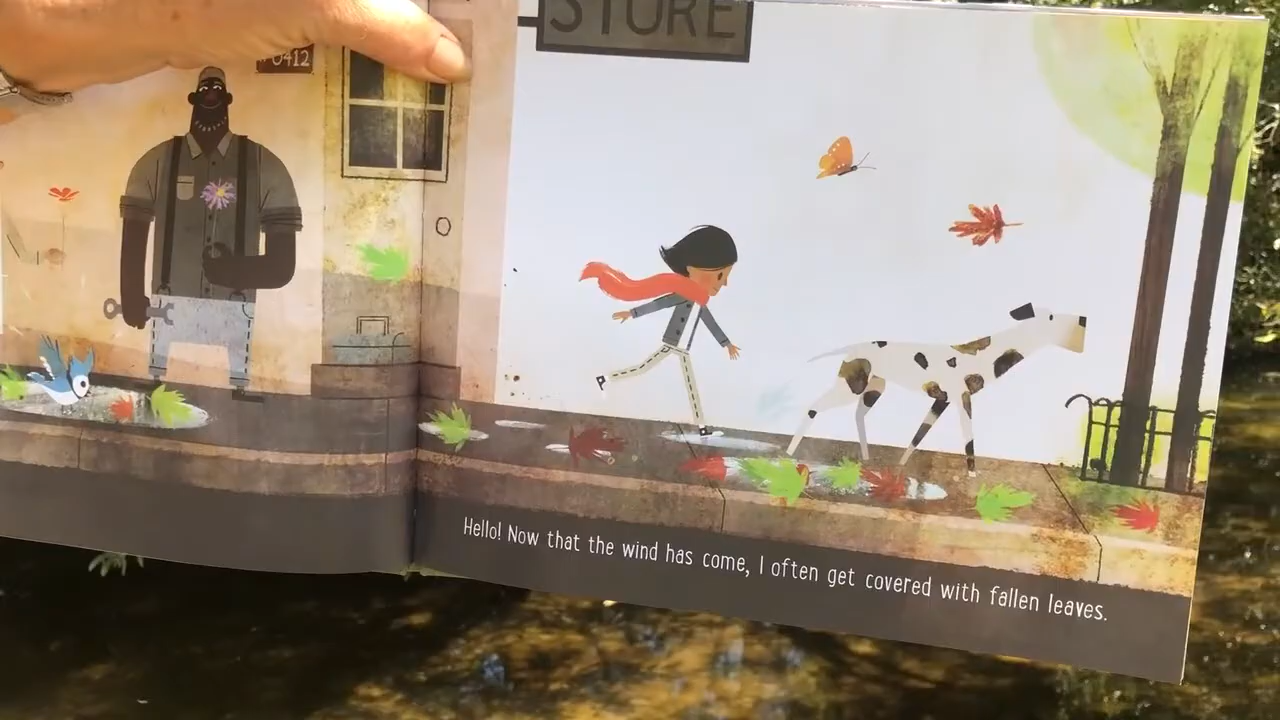 STORE
0412
Hello! Now that the wind has come, I often get covered with fallen leaves.